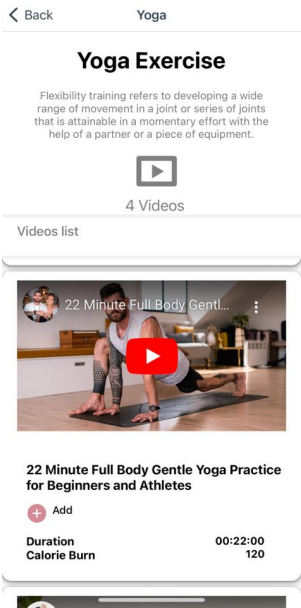 Back
Yoga
Yoga Exercise
Flexibility training refers to developing a wide
range of movement in a joint or series of joints
that is attainable in a momentary effort with the
help of a partner or a piece of equipment.
4 Videos
Videos list
22 Minute Full Body Gentl...
22 Minute Full Body Gentle Yoga Practice
for Beginners and Athletes
Add
Duration 00:22:00
Calorie Burn 120